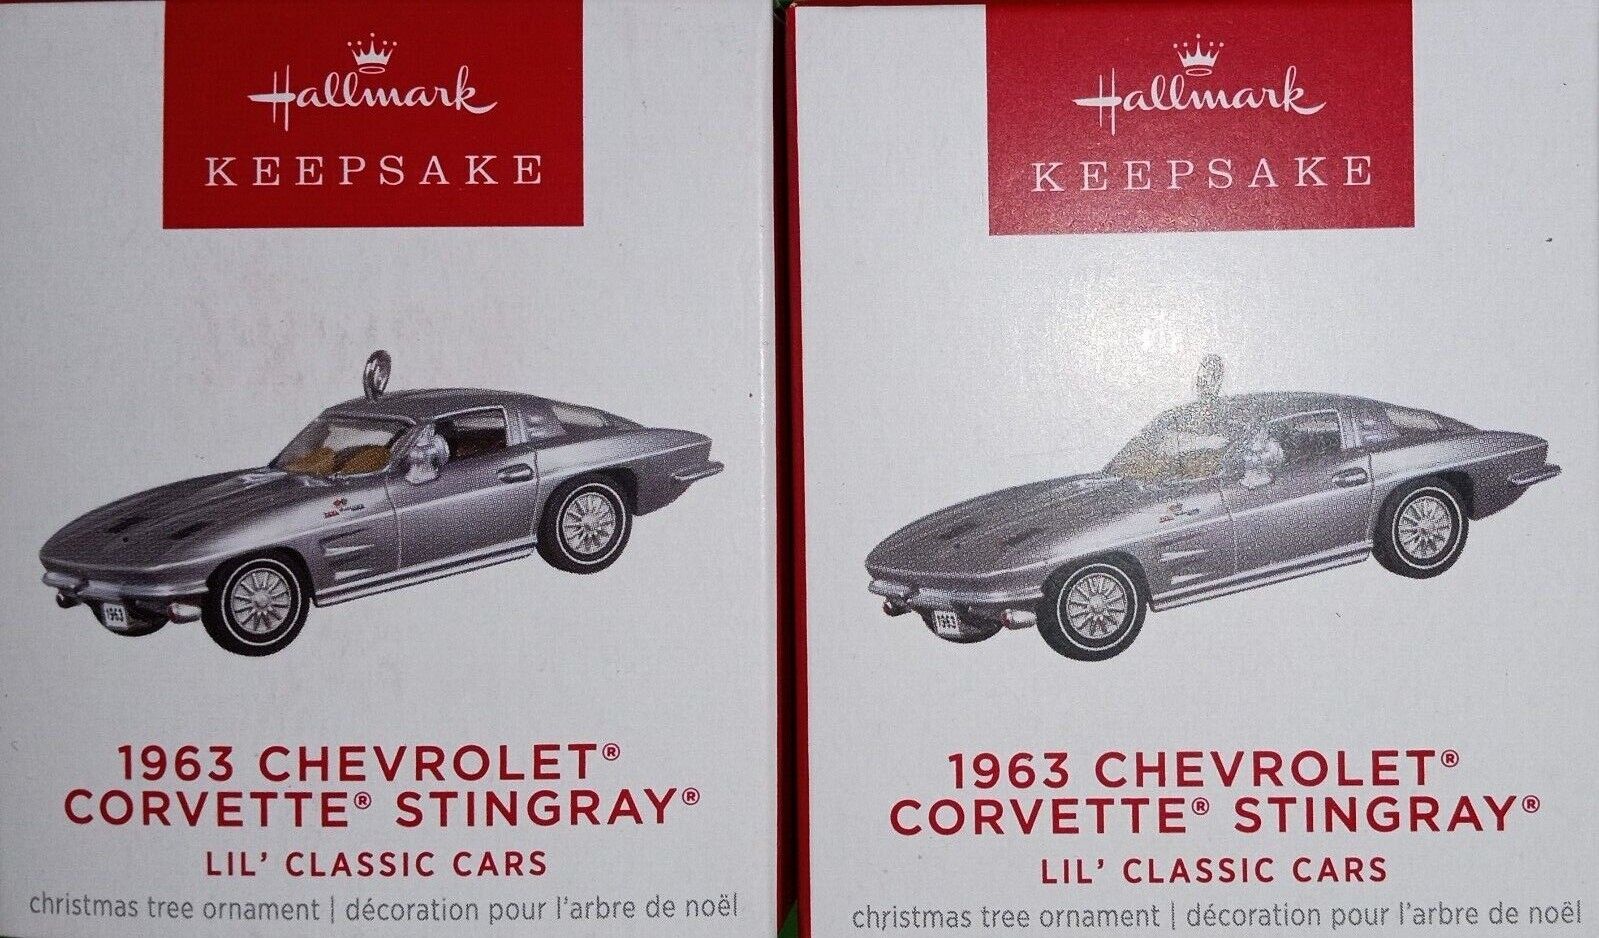 Hallmark
KEEPSAKE
1963
1963 CHEVROLET®
CORVETTE® STINGRAY®
LIL' CLASSIC CARS
christmas tree ornament | décoration pour l'arbre de noël
Hallmark
KEEPSAKE
1963
1963 CHEVROLET®
CORVETTE® STINGRAY®
LIL' CLASSIC CARS
christmas tree ornament | décoration pour l'arbre de noël